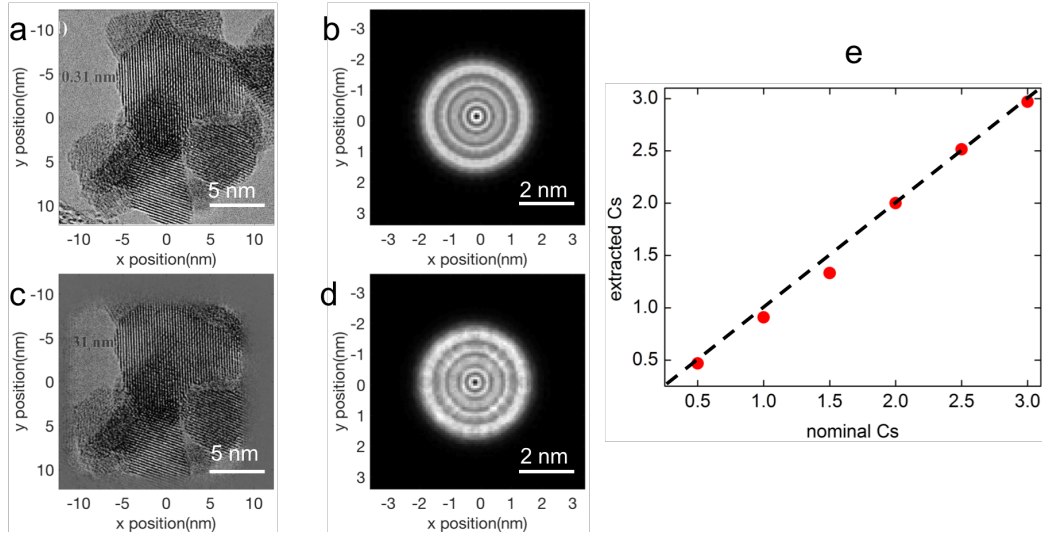 a
)
0.31 nm
-10
-5
0
5
10
y position(nm)
5 nm
-10 -5 0 5 10
x position(nm)
b
-3
-2
-1
0
1
2
3
y position(nm)
2 nm
-3 -2 -1 0 1 2 3
x position(nm)
c
31 nm
-10
-5
0
5
10
y position(nm)
5 nm
-10 -5 0 5 10
x position(nm)
d
-3
-2
-1
0
1
2
3
y position(nm)
2 nm
-3 -2 -1 0 1 2 3
x position(nm)
e
3.0
2.5
2.0
1.5
1.0
0.5
extracted Cs
0.5 1.0 1.5 2.0 2.5 3.0
nominal Cs